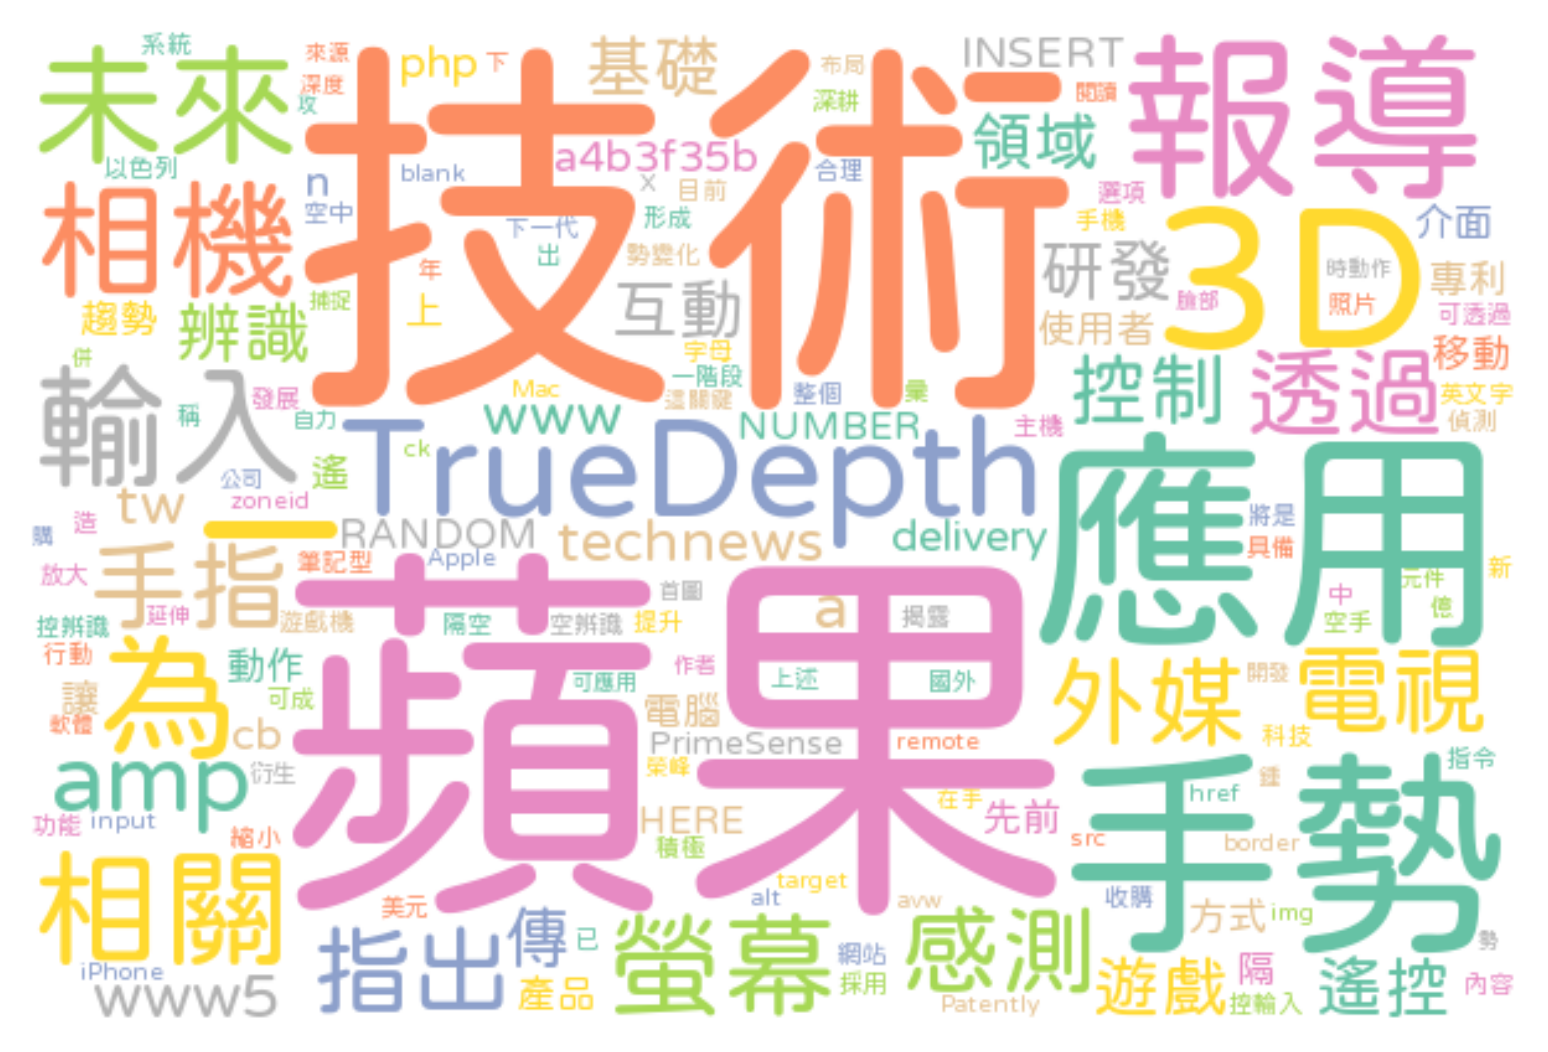 系統
來源
php
下
基礎
布局
INSERT
報導
未來
深度
攻
技術
深耕
閱讀
領域
以色列
a4b3f35b
合理
相機
n
blank
x
目前
選項
3D
介面
空中
下一代
形成
手機
出
勢變化
研發
時動作
專利
年
捕捉
互動
臉部
照片
可透過
趨勢
辨識
上
使用者
併
字母
控制
透過
移動
輸入
一階段
Mac
這關鍵
整個
彙
英文字
發展
稱
自力
www
NUMBER
主機
偵測
TrueDepth
ck
公司
遙
zoneid
應用
tw
一
RANDOM
technews
delivery
將是
購
造
具備
手指
筆記型
Apple
新
放大
蘋果
首圖
元件
延伸
中
億
控辨識
遊戲機
隔空
空辨識
提升
a
揭露
空手
為
行動
動作
作者
外媒
開發
電視
讓
可成
可應用
上述
國外
軟體
電腦
cb
PrimeSense
remote
科技
amp
衍生
榮峰
手勢
指令
鍾
功能
input
HERE
在手
先前
href
縮小
積極
src
border
相關
target
美元
alt
avw
收購
方式
img
指出
傳
已
螢幕
感測
勢
網站
iPhone
www5
產品
採用
遊戲
隔
遙控
內容
Patently
控輸入